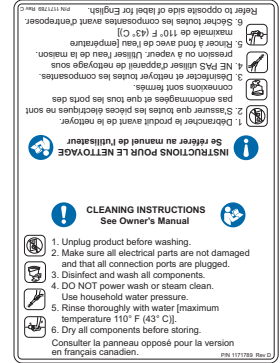 Refer to opposite side of label for English.
P/N 1171789 Rev C
6. Sécher toutes les composantes avant d'entreposer.
maximale de 110° F (43° C)]
5. Rincer à fond avec de l'eau [température
pression ou à vapeur. Utiliser l'eau de la maison.
4. NE PAS utiliser d'appareil de nettoyage sous
3. Désinfecter et nettoyer toutes les composantes.
connexions sont fermés.
pas endommagées et que tous les ports des
2. S'assurer que toutes les pièces électriques ne sont
1. Débrancher le produit avant de le nettoyer.
Se référer au manuel de l'utilisateur
INSTRUCTIONS POUR LE NETTOYAGE
CLEANING INSTRUCTIONS
See Owner's Manual
1. Unplug product before washing.
2. Make sure all electrical parts are not damaged
and that all connection ports are plugged.
3. Disinfect and wash all components.
4. DO NOT power wash or steam clean.
Use household water pressure.
5. Rinse thoroughly with water [maximum
temperature 110° F (43° C)].
6. Dry all components before storing.
Consulter la panneau opposé pour la version
en français canadien.
P/N 1171789 Rev D